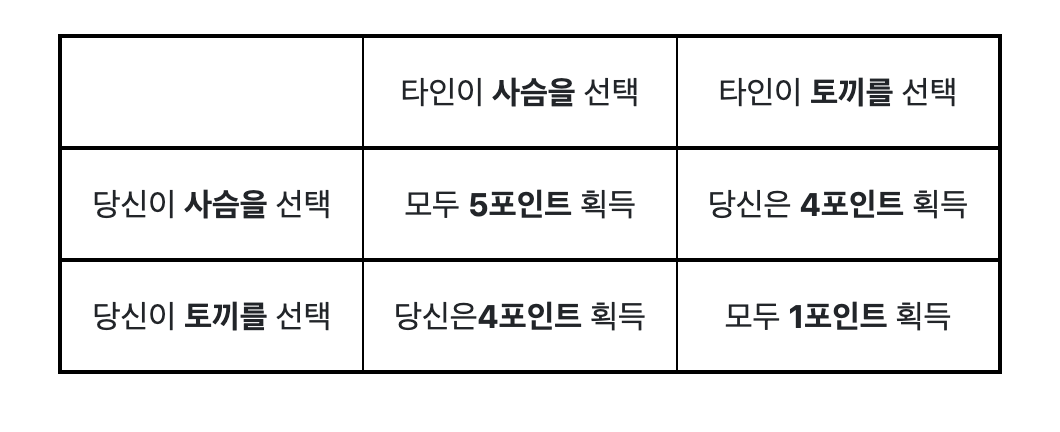 타인이 사슴을 선택
타인이 토끼를 선택
당신이 사슴을 선택
모두 5포인트 획득
당신은 4포인트 획득
당신이 토끼를 선택
당신은4포인트 획득
모두 1포인트 획득